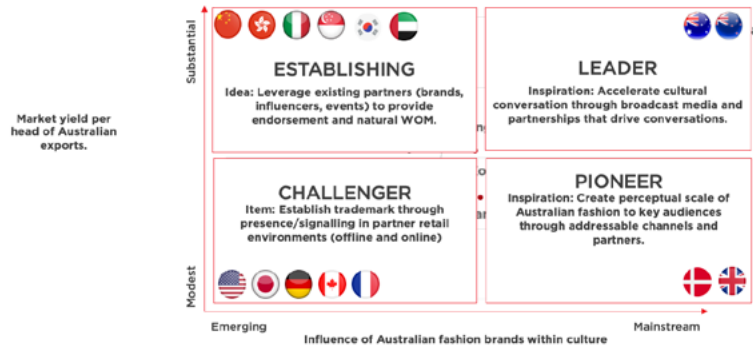 Substantial
ESTABLISHING
Idea: Leverage existing partners (brands,
influencers, events) to provide
endorsement and natural WOM.
LEADER
Inspiration: Accelerate cultural
conversation through broadcast media and
partnerships that drive conversations.
Market yield per
head of Australian
exports.
CHALLENGER
Item: Establish trademark through
presence/signalling in partner retail
environments (offline and online)
PIONEER
Inspiration: Create perceptual scale of
Australian fashion to key audiences
through addressable channels and
partners.
Modest
Emerging
Mainstream
Influence of Australian fashion brands within culture